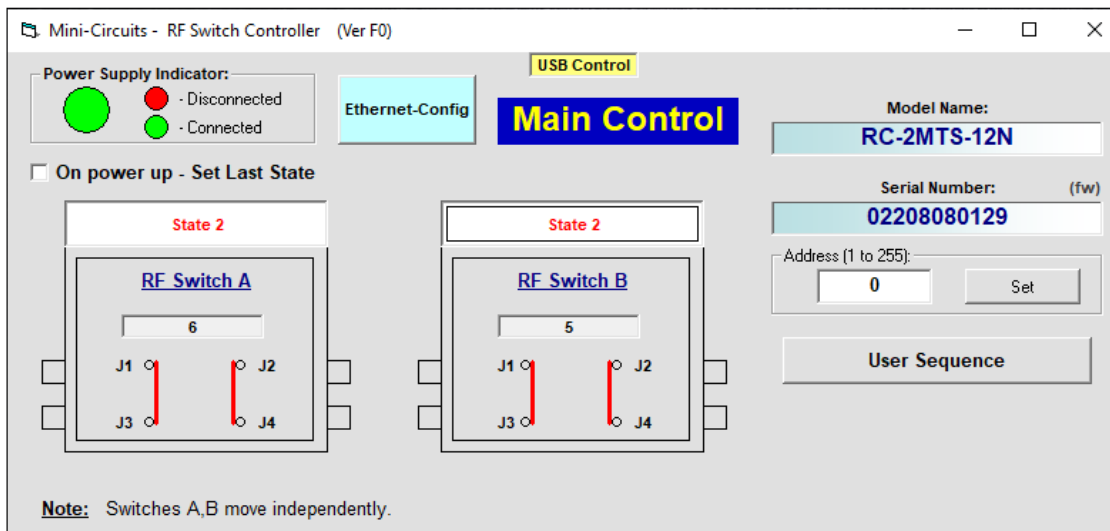 Mini-Circuits - RF Switch Controller (Ver F0)
Power Supply Indicator:
- Disconnected
- Connected
Ethernet-Config
USB Control
Main Control
Model Name:
RC-2MTS-12N
On power up - Set Last State
Serial Number: (fw)
02208080129
State 2
State 2
Address (1 to 255):
0 Set
RF Switch A
6
J1 J2
J3 J4
RF Switch B
5
J1 J2
J3 J4
User Sequence
Note: Switches A,B move independently.